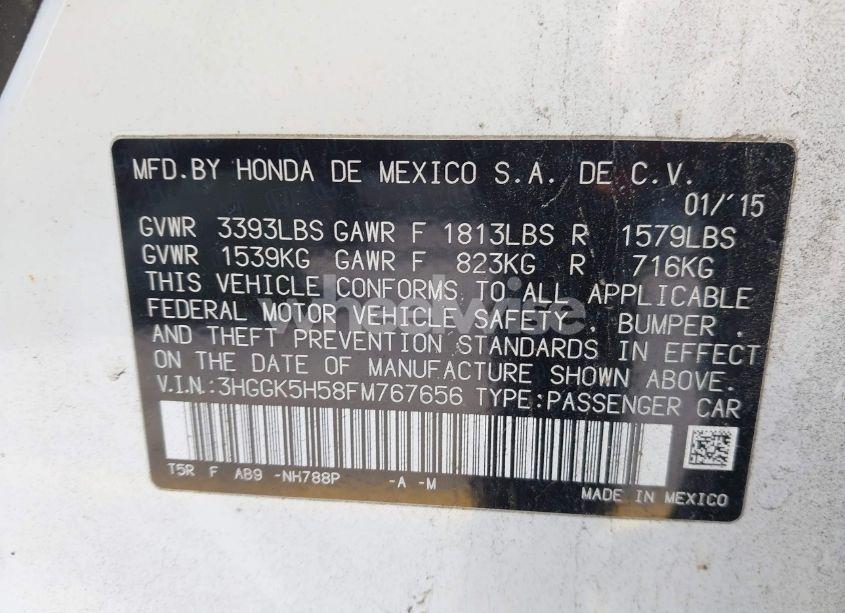 MFD.BY HONDA DE MEXICO S.A. DE C.V.
01/'15
GVWR 3393LBS GAWR F 1813LBS R 1579LBS
GVWR 1539KG GAWR F 823KG R 716KG
THIS VEHICLE CONFORMS TO ALL APPLICABLE
FEDERAL MOTOR VEHICLE SAFETY , BUMPER ,
AND THEFT PREVENTION STANDARDS IN EFFECT
ON THE DATE OF MANUFACTURE SHOWN ABOVE.
V.I.N.:3HGGK5H58FM767656 TYPE:PASSENGER CAR
T5R F AB9 -NH788P -A -M
MADE IN MEXICO